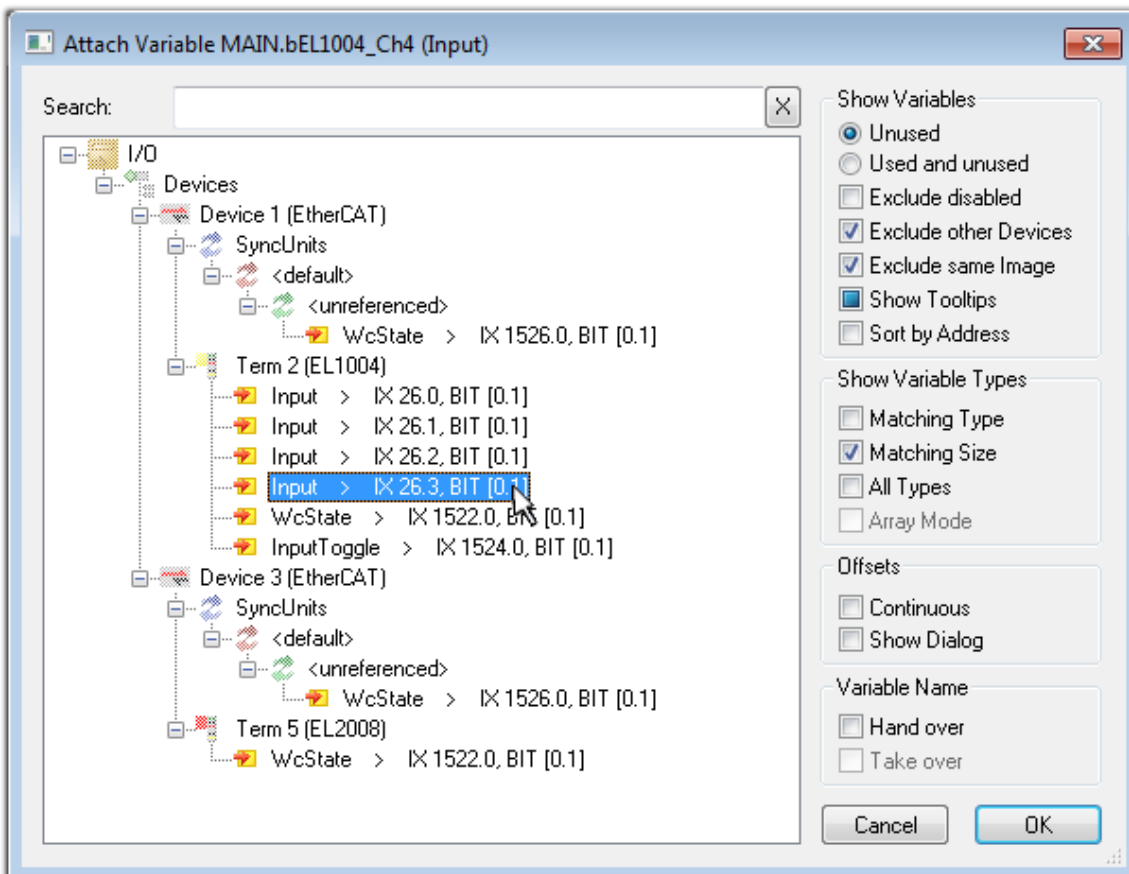 Attach Variable MAIN.bEL1004_Ch4 (Input)
Search:
I/O
Devices
Device 1 (EtherCAT)
SyncUnits
<default>
<unreferenced>
WcState > IX 1526.0, BIT [0.1]
Term 2 (EL1004)
Input > IX 26.0, BIT [0.1]
Input > IX 26.1, BIT [0.1]
Input > IX 26.2, BIT [0.1]
Input > IX 26.3, BIT [0.1]
WcState > IX 1522.0, BIT [0.1]
InputToggle > IX 1524.0, BIT [0.1]
Device 3 (EtherCAT)
SyncUnits
<default>
<unreferenced>
WcState > IX 1526.0, BIT [0.1]
Term 5 (EL2008)
WcState > IX 1522.0, BIT [0.1]
Show Variables
Unused
Used and unused
Exclude disabled
Exclude other Devices
Exclude same Image
Show Tooltips
Sort by Address
Show Variable Types
Matching Type
Matching Size
All Types
Array Mode
Offsets
Continuous
Show Dialog
Variable Name
Hand over
Take over
Cancel
OK